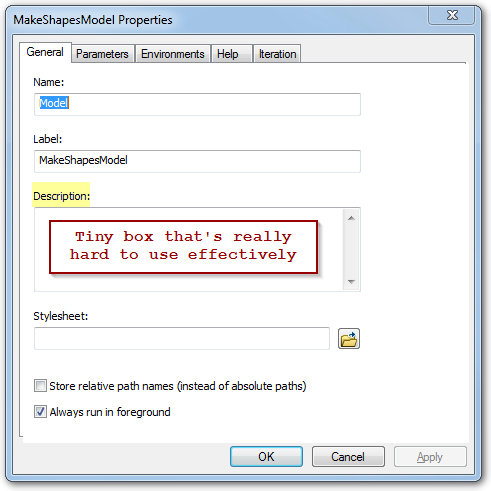 MakeShapesModel Properties
General Parameters Environments Help Iteration
Name:
Model
Label:
MakeShapesModel
Description:
Tiny box that's really
hard to use effectively
Stylesheet:
Store relative path names (instead of absolute paths)
Always run in foreground
OK Cancel Apply